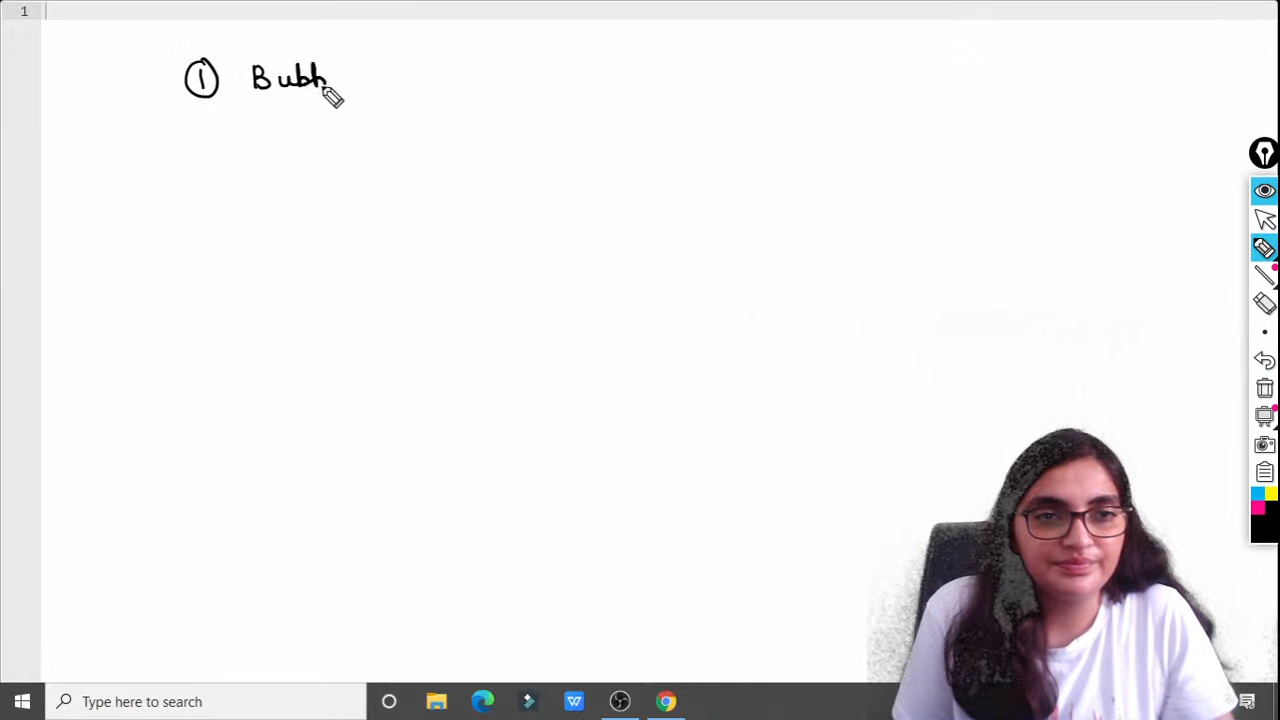 1
① Bubb
Type here to search